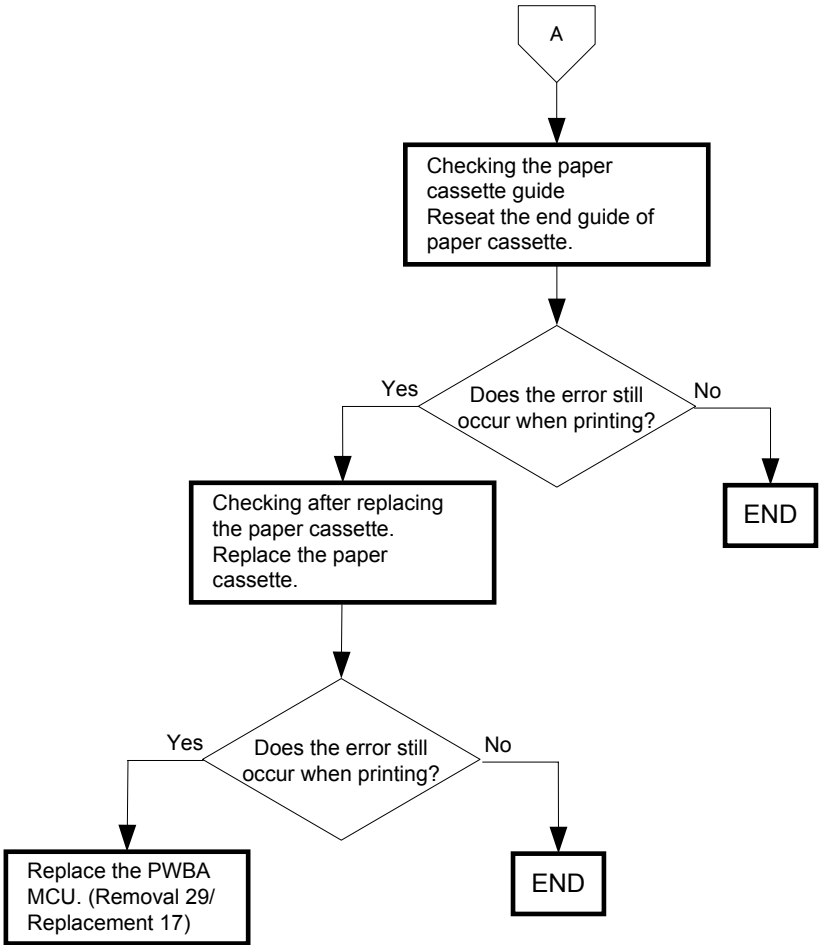 A
Checking the paper
cassette guide
Reseat the end guide of
paper cassette.
Yes
Does the error still
occur when printing?
No
Checking after replacing
the paper cassette.
Replace the paper
cassette.
END
Yes
Does the error still
occur when printing?
No
Replace the PWBA
MCU. (Removal 29/
Replacement 17)
END